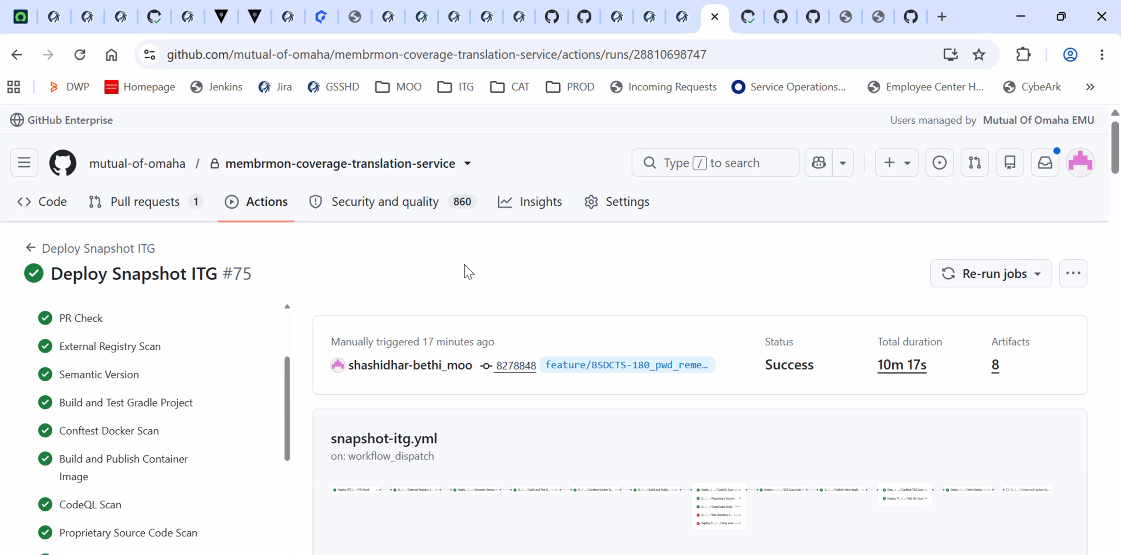 github.com/mutual-of-omaha/membrmon-coverage-translation-service/actions/runs/28810698747
DWP Homepage Jenkins Jira GSSHD MOO ITG CAT PROD Incoming Requests Service Operations... Employee Center H... CybeArk »
GitHub Enterprise Users managed by Mutual Of Omaha EMU
mutual-of-omaha / membrmon-coverage-translation-service Type / to search
Code Pull requests 1 Actions Security and quality 860 Insights Settings
Deploy Snapshot ITG
Deploy Snapshot ITG #75 Re-run jobs
PR Check
External Registry Scan
Semantic Version
Build and Test Gradle Project
Conftest Docker Scan
Build and Publish Container
Image
CodeQL Scan
Proprietary Source Code Scan
Manually triggered 17 minutes ago Status Total duration Artifacts
shashidhar-bethi_moo 8278848 feature/BSDCTS-180_pwd_reme... Success 10m 17s 8
snapshot-itg.yml
on: workflow_dispatch